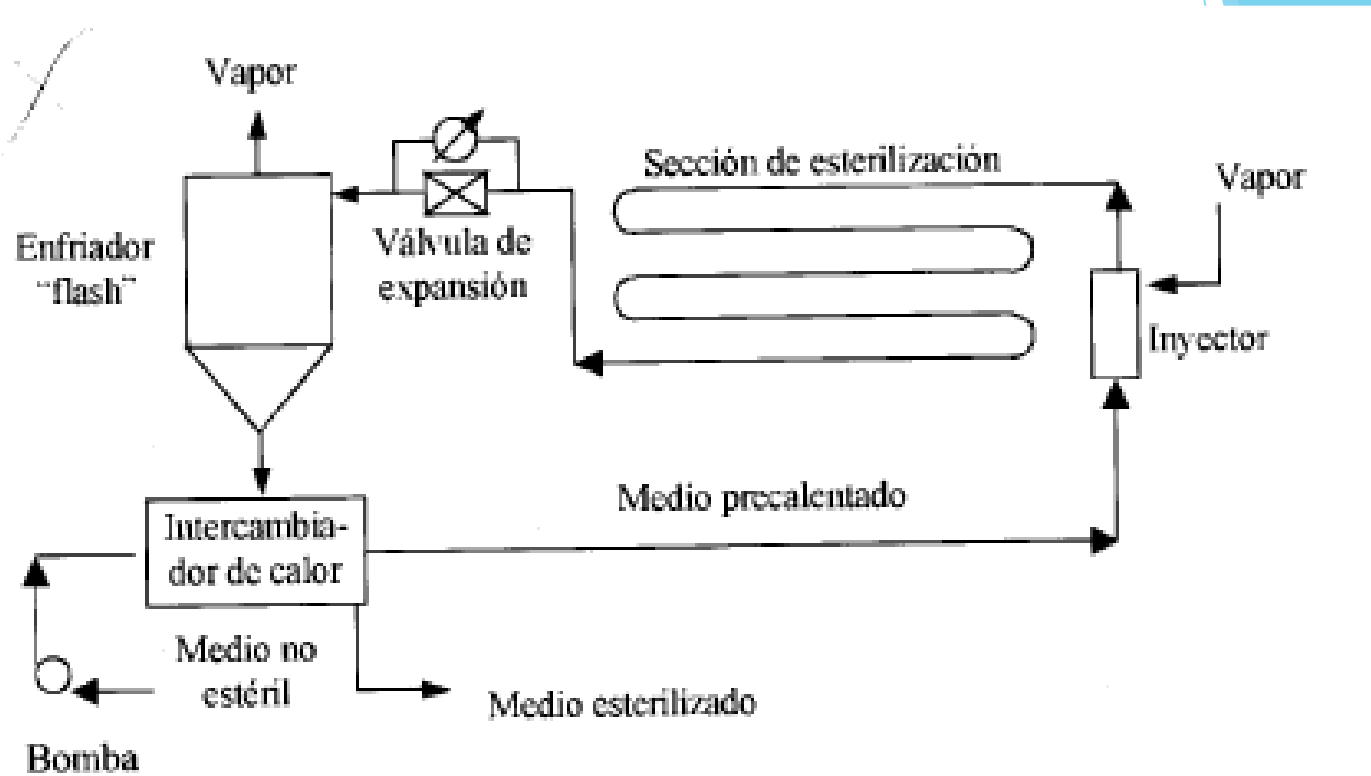 Vapor
Sección de esterilización
Vapor
Enfriador
"flash"
Válvula de
expansión
Inyector
Medio precalentado
Intercambia-
dor de calor
Medio no
estéril
Medio esterilizado
Bomba